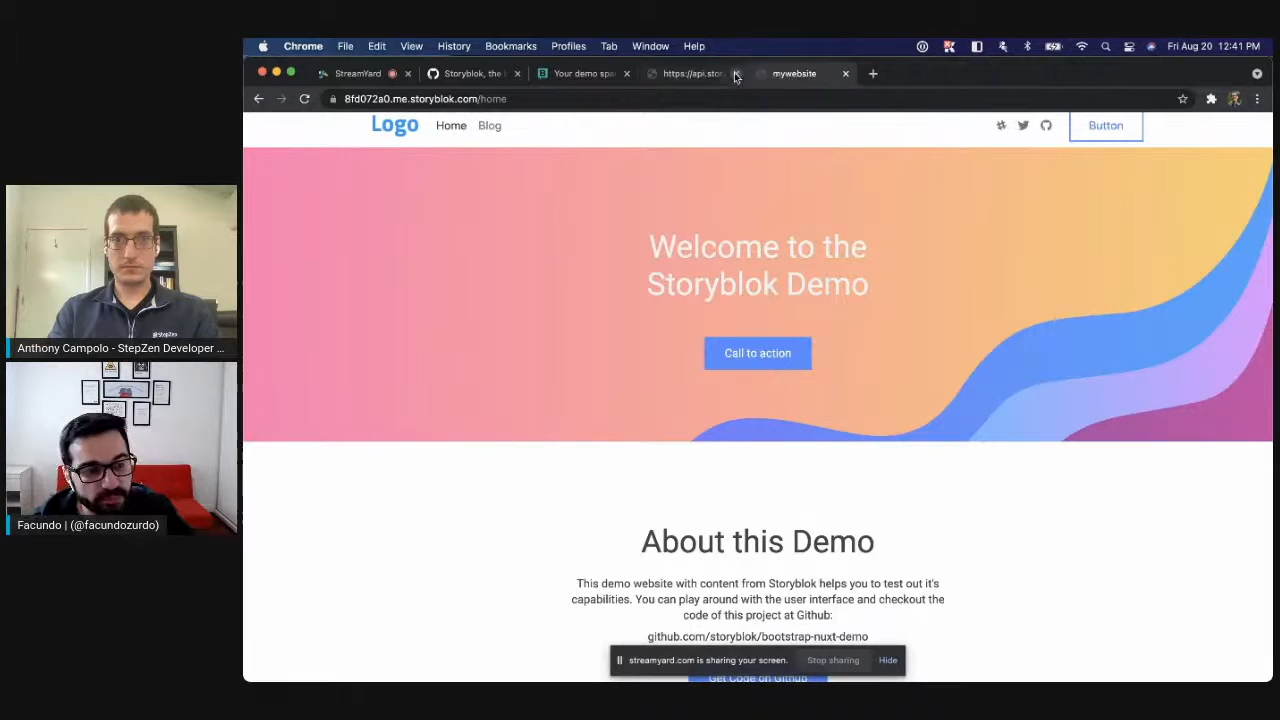 Chrome File Edit View History Bookmarks Profiles Tab Window Help
Fri Aug 20 12:41 PM
StreamYard
Storyblok, the
Your demo spa
https://api.stor
mywebsite
8fd072a0.me.storyblok.com/home
Logo
Home
Blog
Button
Welcome to the
Storyblok Demo
Call to action
About this Demo
This demo website with content from Storyblok helps you to test out it's
capabilities. You can play around with the user interface and checkout the
code of this project at Github:
github.com/storyblok/bootstrap-nuxt-demo
streamyard.com is sharing your screen.
Stop sharing
Hide
Get Code on Github
@StepZen
Anthony Campolo - StepZen Developer ...
Facundo | (@facundozurdo)